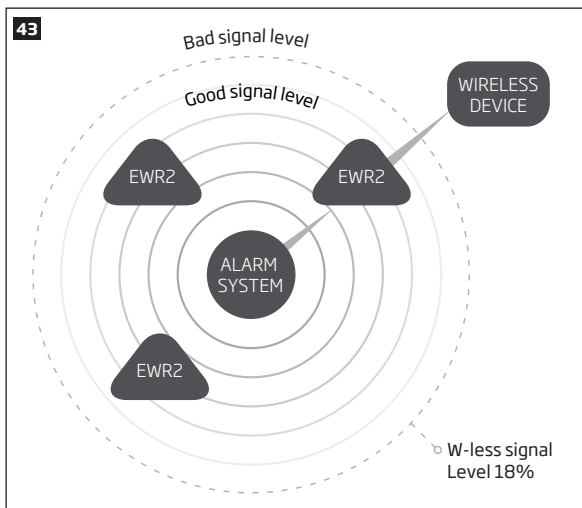 43
Bad signal level
Good signal level
WIRELESS
DEVICE
EWR2
EWR2
ALARM
SYSTEM
EWR2
W-less signal
Level 18%